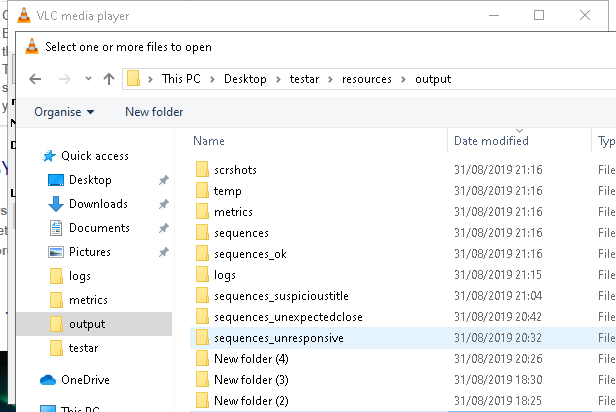 VLC media player
Select one or more files to open
This PC > Desktop > testar > resources > output
Organise New folder
Name Date modified Typ
Quick access
Desktop
Downloads
Documents
Pictures
logs
metrics
output
testar
OneDrive
This PC
scrshots 31/08/2019 21:16 File
temp 31/08/2019 21:16 File
metrics 31/08/2019 21:16 File
sequences 31/08/2019 21:16 File
sequences_ok 31/08/2019 21:16 File
logs 31/08/2019 21:15 File
sequences_suspicioustitle 31/08/2019 21:04 File
sequences_unexpectedclose 31/08/2019 20:42 File
sequences_unresponsive 31/08/2019 20:32 File
New folder (4) 31/08/2019 20:26 File
New folder (3) 31/08/2019 18:30 File
New folder (2) 31/08/2019 18:25 File